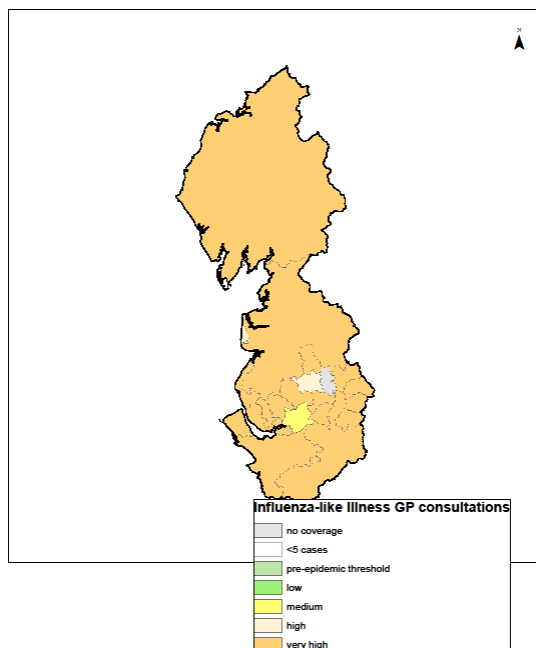 N
Influenza-like Illness GP consultations
no coverage
<5 cases
pre-epidemic threshold
low
medium
high
very high